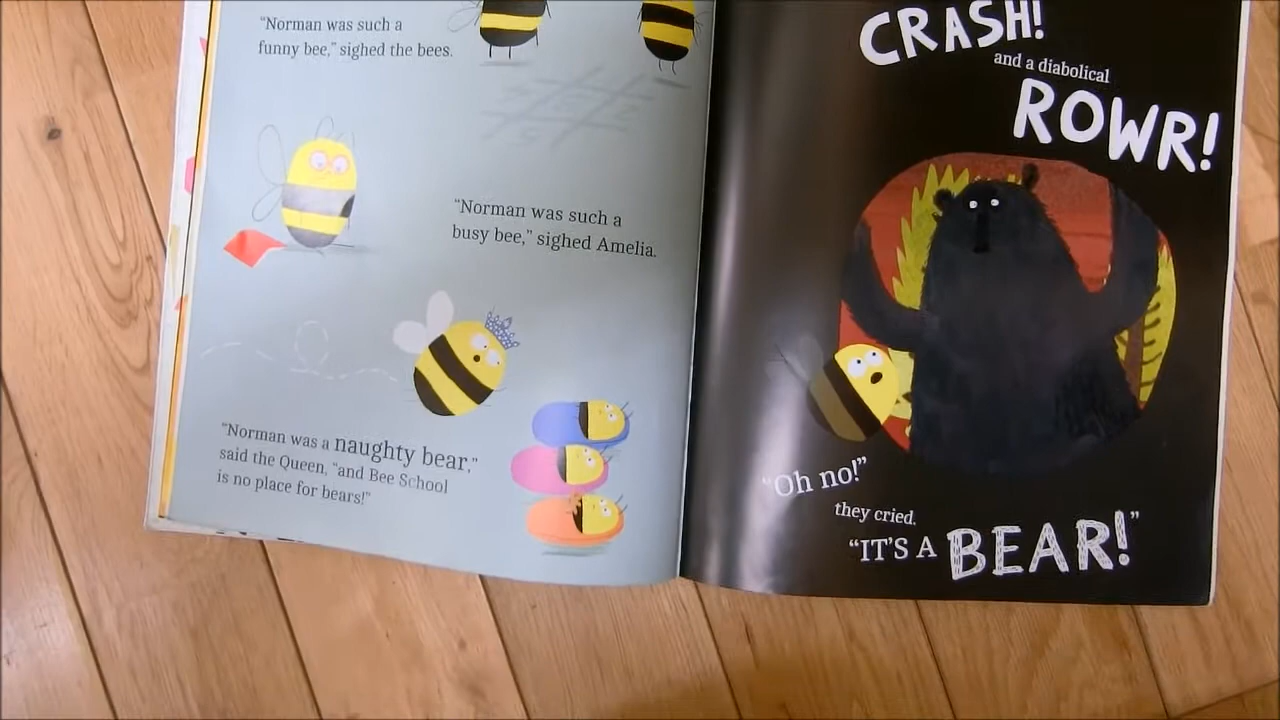 “Norman was such a
funny bee,” sighed the bees.
“Norman was such a
busy bee,” sighed Amelia.
“Norman was a naughty bear,”
said the Queen, “and Bee School
is no place for bears!”
CRASH!
and a diabolical
ROWR!
“Oh no!”
they cried.
“IT’S A BEAR!”